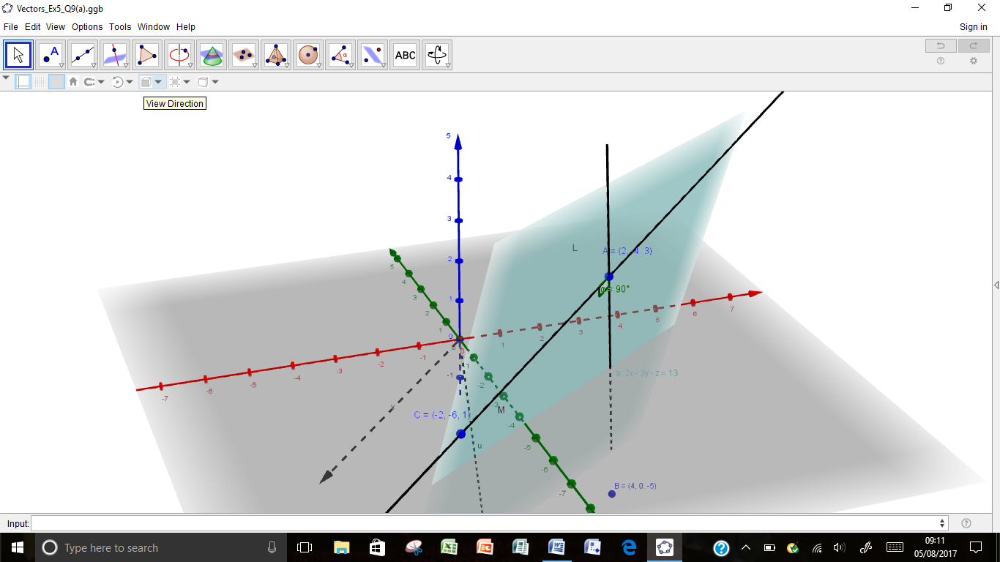 Vectors_Ex5_Q9(a).ggb
File Edit View Options Tools Window Help
Sign in
A
α
ABC
View Direction
5
4
3
2
1
0
-1
5
4
3
2
1
0
-2
-3
-4
-5
-6
-7
-7
-6
-5
-4
-3
-2
-1
0
1
2
3
4
5
6
7
L
A = (2, -4, 3)
= 90°
a: 2x - 3y - z = 13
M
C = (-2, -6, 1)
v
u
B = (4, 0, -5)
Input:
Type here to search
09:11
05/08/2017